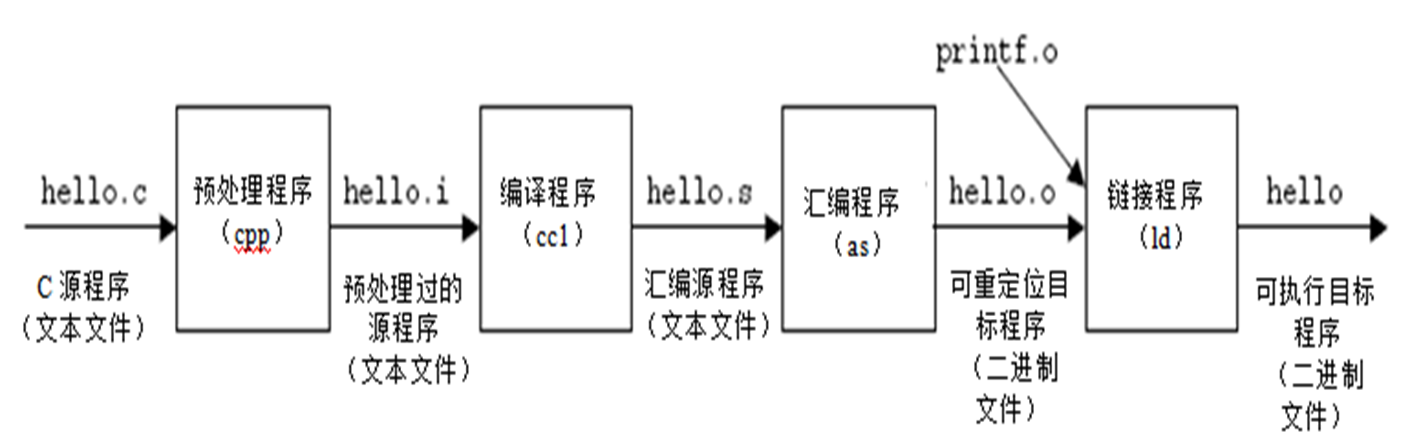 printf.o
hello.c
预处理程序
（cpp）
hello.i
编译程序
（cc1）
hello.s
汇编程序
（as）
hello.o
链接程序
（ld）
hello
C 源程序
（文本文件）
预处理过的
源程序
（文本文件）
汇编源程序
（文本文件）
可重定位目
标程序
（二进制
文件）
可执行目标
程序
（二进制
文件）